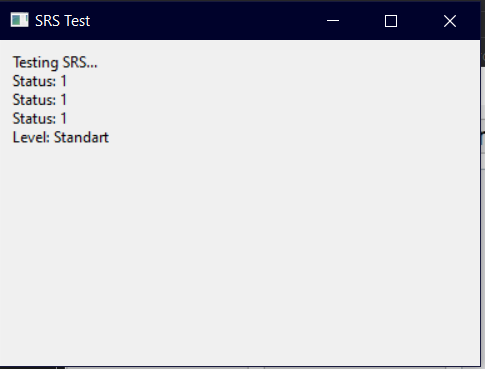 SRS Test
Testing SRS...
Status: 1
Status: 1
Status: 1
Level: Standart